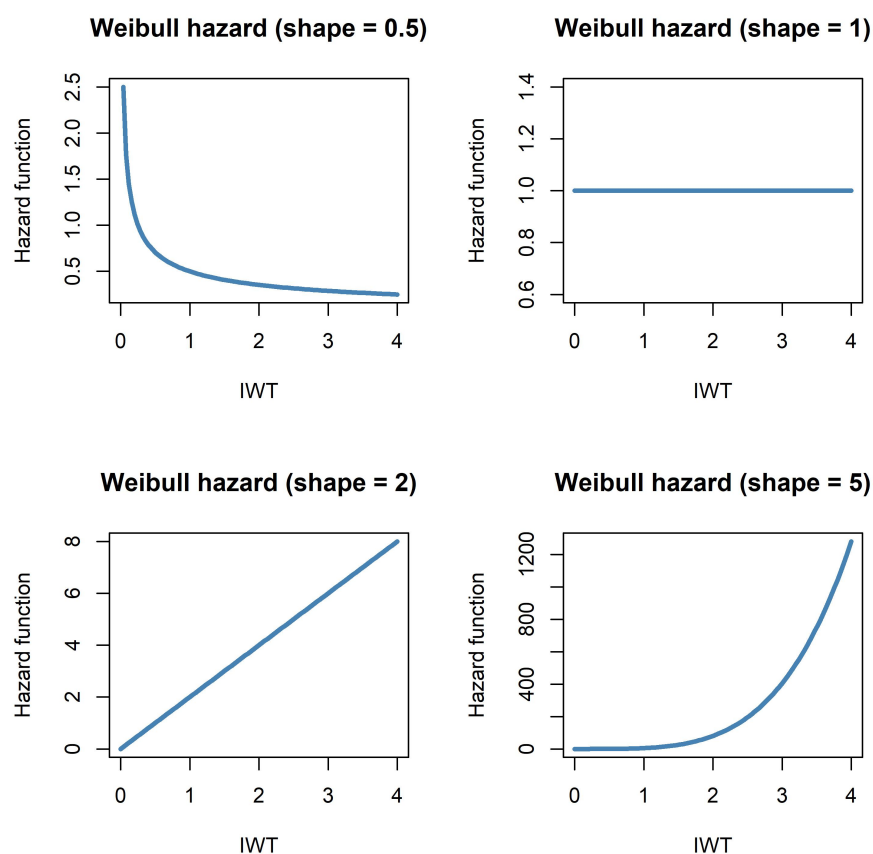 Weibull hazard (shape = 0.5)
Hazard function
2.5
2.0
1.5
1.0
0.5
0 1 2 3 4
IWT
Weibull hazard (shape = 1)
Hazard function
1.4
1.2
1.0
0.8
0.6
0 1 2 3 4
IWT
Weibull hazard (shape = 2)
Hazard function
8
6
4
2
0
0 1 2 3 4
IWT
Weibull hazard (shape = 5)
Hazard function
1200
800
400
0
0 1 2 3 4
IWT